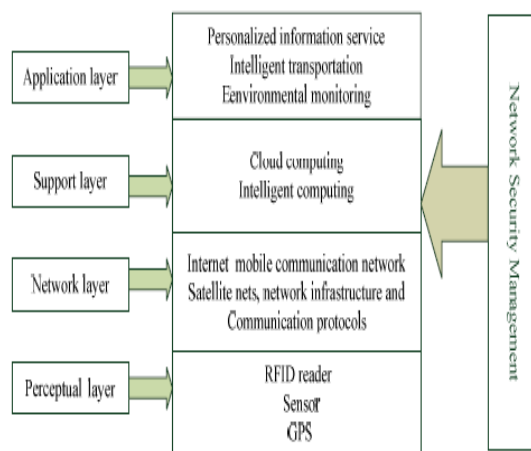 Application layer
Personalized information service
Intelligent transportation
Eenvironmental monitoring
Support layer
Cloud computing
Intelligent computing
Network layer
Internet mobile communication network
Satellite nets, network infrastructure and
Communication protocols
Perceptual layer
RFID reader
Sensor
GPS
Network Security Management